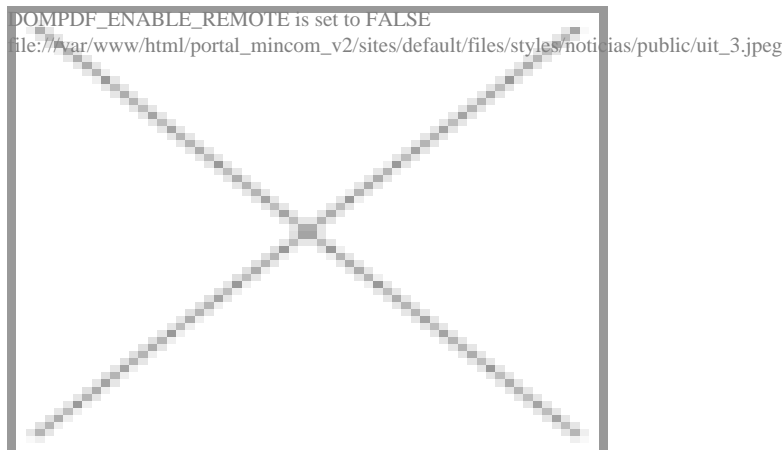 DOMPDF_ENABLE_REMOTE is set to FALSE
file:///var/www/html/portal_mincom_v2/sites/default/files/styles/noticias/public/uit_3.jpeg